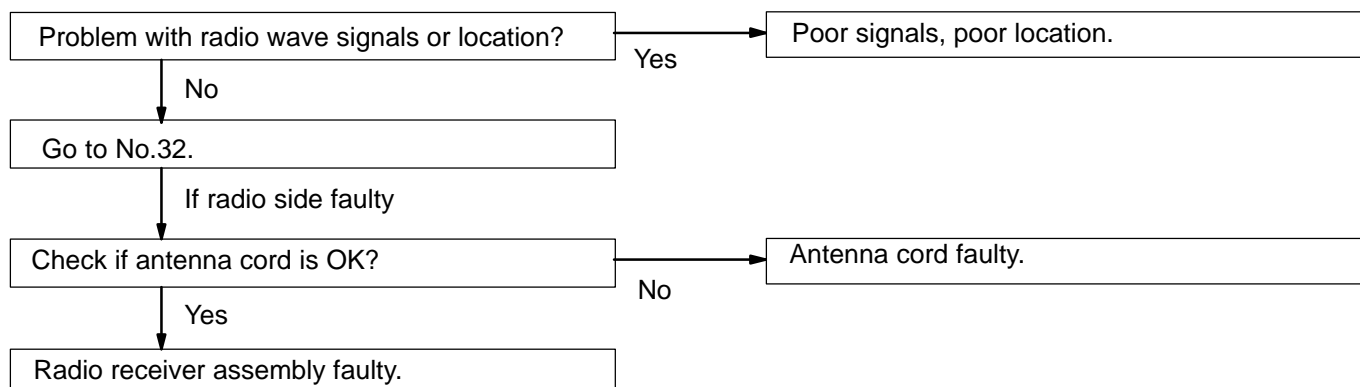 Problem with radio wave signals or location?
Poor signals, poor location.
Yes
No
Go to No.32.
If radio side faulty
Check if antenna cord is OK?
Antenna cord faulty.
No
Yes
Radio receiver assembly faulty.